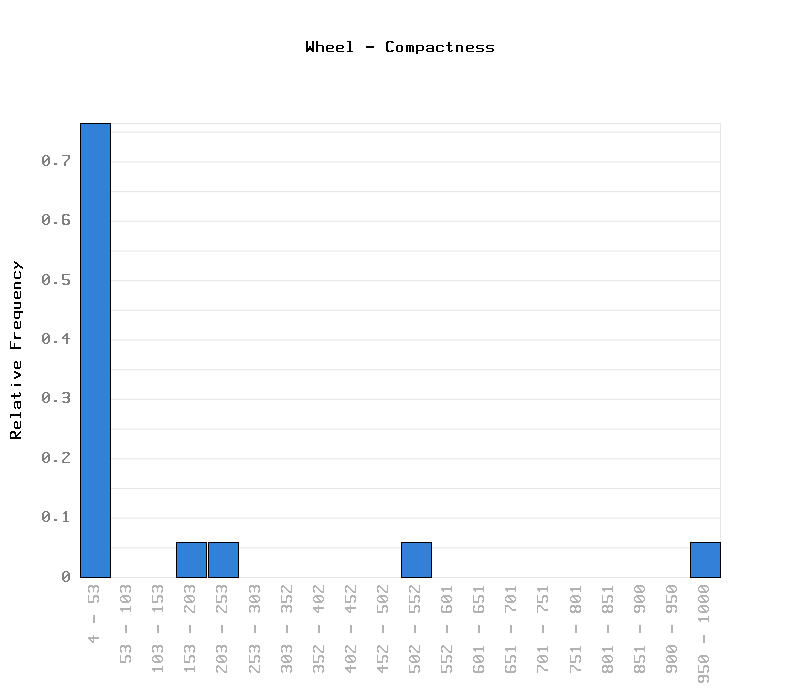 Wheel - Compactness
Relative Frequency
0.7
0.6
0.5
0.4
0.3
0.2
0.1
0
4 - 53
53 - 103
103 - 153
153 - 203
203 - 253
253 - 303
303 - 352
352 - 402
402 - 452
452 - 502
502 - 552
552 - 601
601 - 651
651 - 701
701 - 751
751 - 801
801 - 851
851 - 900
900 - 950
950 - 1000